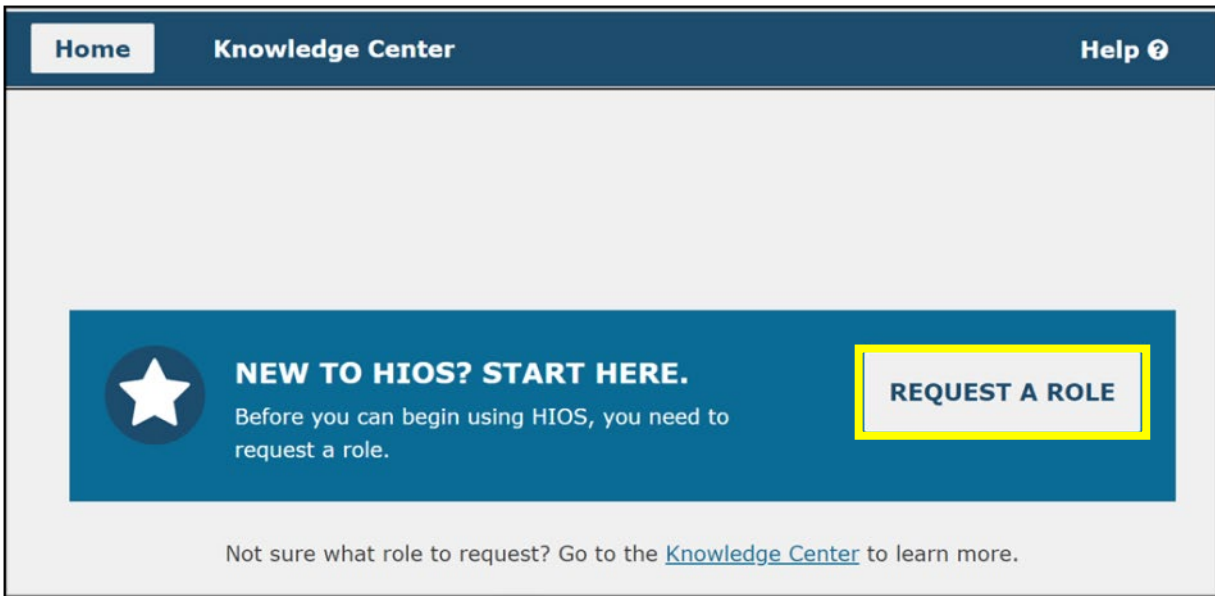 Home Knowledge Center Help ?
NEW TO HIOS? START HERE.
Before you can begin using HIOS, you need to
request a role.
REQUEST A ROLE
Not sure what role to request? Go to the Knowledge Center to learn more.